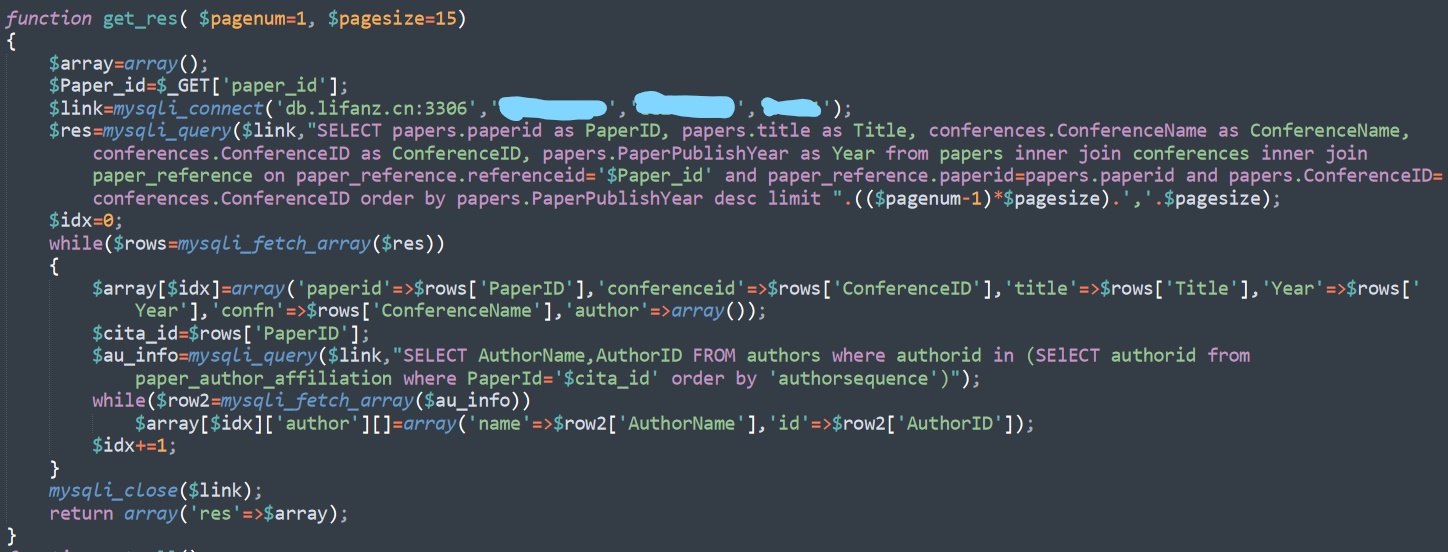 function get_res( $pagenum=1, $pagesize=15)
{
$array=array();
$Paper_id=$_GET['paper_id'];
$link=mysqli_connect('db.lifanz.cn:3306','','','');
$res=mysqli_query($link,"SELECT papers.paperid as PaperID, papers.title as Title, conferences.ConferenceName as ConferenceName,
conferences.ConferenceID as ConferenceID, papers.PaperPublishYear as Year from papers inner join conferences inner join
paper_reference on paper_reference.referenceid='$Paper_id' and paper_reference.paperid=papers.paperid and papers.ConferenceID=
conferences.ConferenceID order by papers.PaperPublishYear desc limit ".(($pagenum-1)*$pagesize).','.$pagesize);
$idx=0;
while($rows=mysqli_fetch_array($res))
{
$array[$idx]=array('paperid'=>$rows['PaperID'],'conferenceid'=>$rows['ConferenceID'],'title'=>$rows['Title'],'Year'=>$rows['
Year'],'confn'=>$rows['ConferenceName'],'author'=>array());
$cita_id=$rows['PaperID'];
$au_info=mysqli_query($link,"SELECT AuthorName,AuthorID FROM authors where authorid in (SElECT authorid from
paper_author_affiliation where PaperId='$cita_id' order by 'authorsequence')");
while($row2=mysqli_fetch_array($au_info))
$array[$idx]['author'][]=array('name'=>$row2['AuthorName'],'id'=>$row2['AuthorID']);
$idx+=1;
}
mysqli_close($link);
return array('res'=>$array);
}